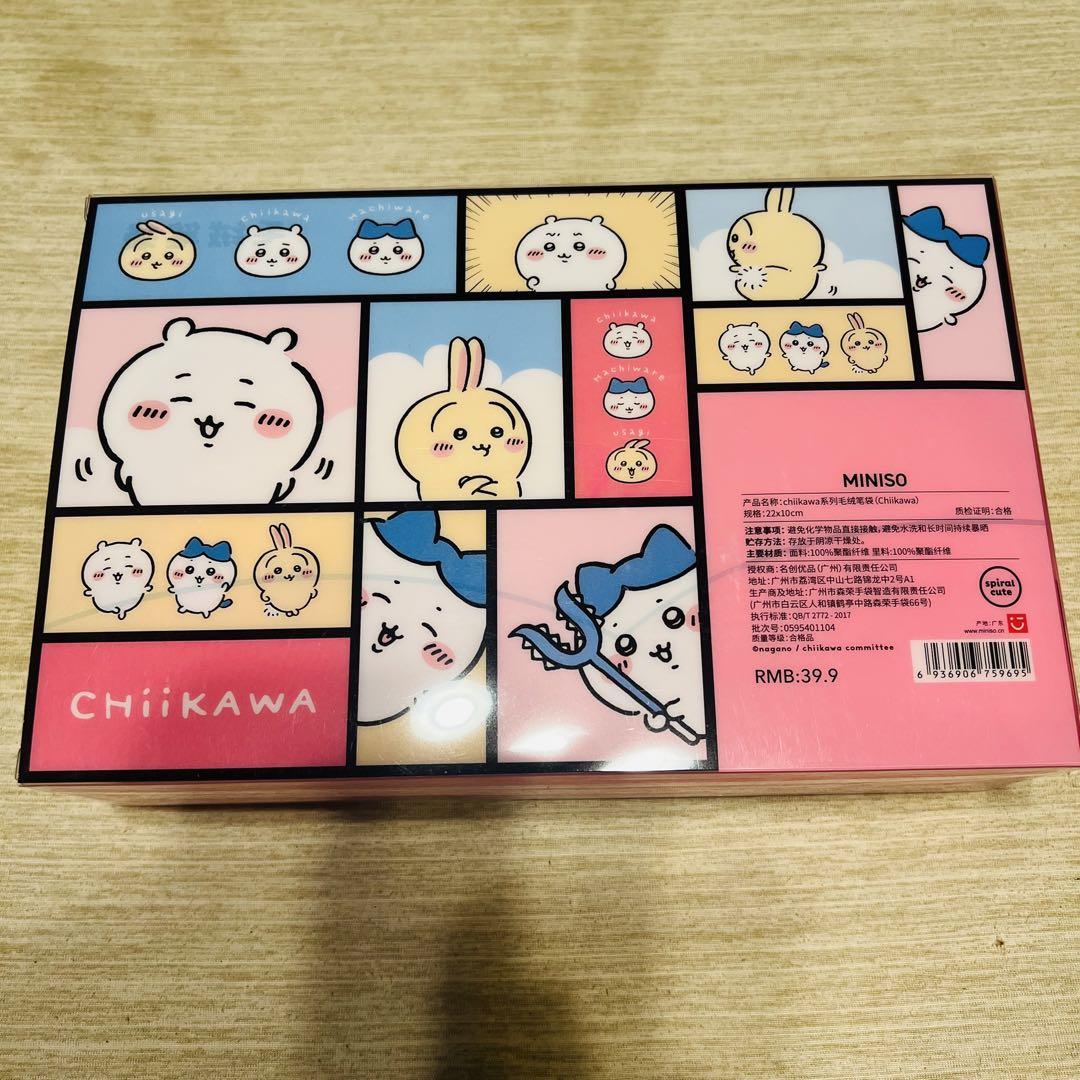 usagi
chiikawa
Hachiware
chiikawa
Hachiware
usagi
CHiiKAWA
MINISO
产品名称:chiikawa系列毛绒笔袋(Chiikawa)
规格:22x10cm
质检证明:合格
注意事项: 避免化学物品直接接触,避免水洗和长时间持续暴晒
贮存方法: 存放于阴凉干燥处。
主要材质: 面料:100%聚酯纤维 里料:100%聚酯纤维
授权商:名创优品(广州)有限责任公司
地址:广州市荔湾区中山七路锦龙中2号A1
生产商及地址:广州市森荣手袋智造有限责任公司
(广州市白云区人和镇鹤亭中路森荣手袋66号)
执行标准:QB/T 2772-2017
批次号:0595401104
质量等级:合格品
©nagano / chiikawa committee
spiral
cute
产地:广东
www.miniso.cn
RMB:39.9
6 936906 759695